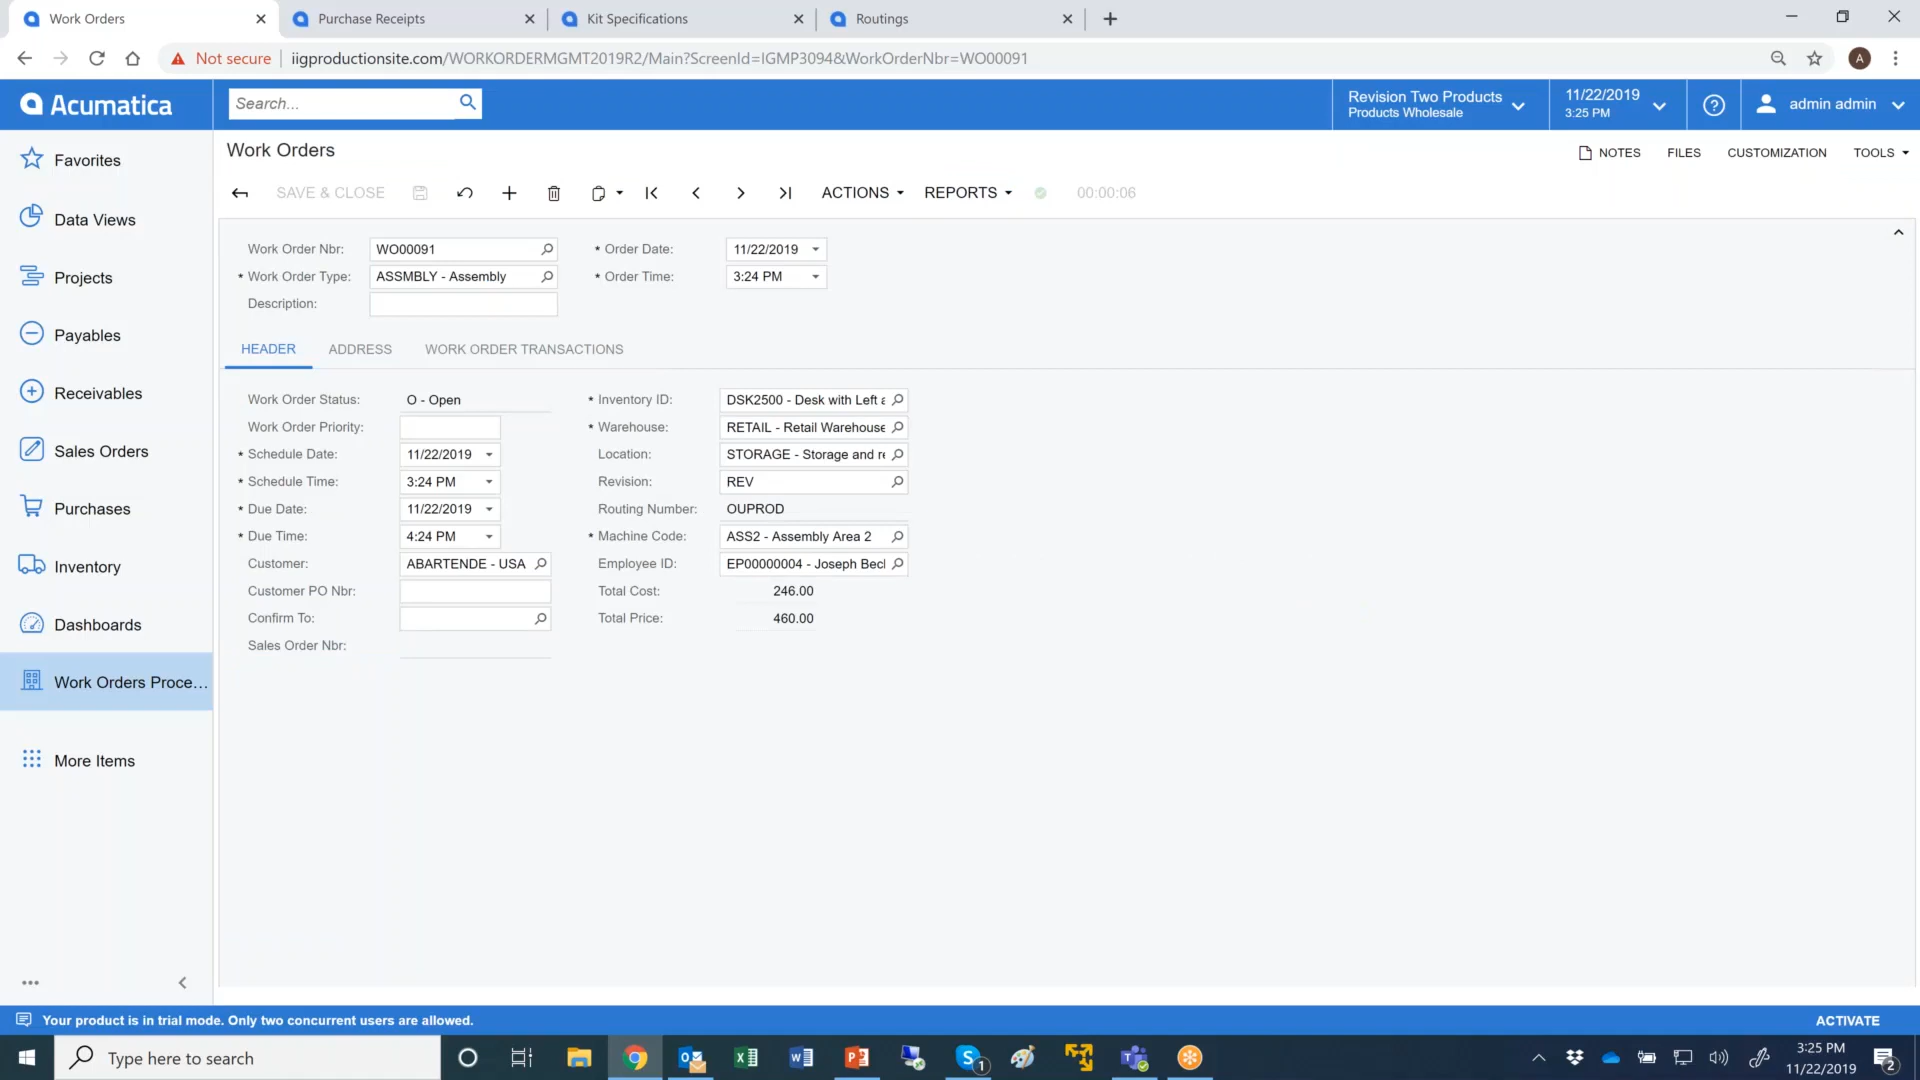 Work Orders
Purchase Receipts
Kit Specifications
Routings
Not secure
iigproductionsite.com/WORKORDERMGMT2019R2/Main?ScreenId=IGMP3094&WorkOrderNbr=WO00091
A
Acumatica
Search...
Revision Two Products
Products Wholesale
11/22/2019
3:25 PM
?
admin admin
Favorites
Data Views
Projects
Payables
Receivables
Sales Orders
Purchases
Inventory
Dashboards
Work Orders Proce...
More Items
Work Orders
NOTES
FILES
CUSTOMIZATION
TOOLS
SAVE & CLOSE
ACTIONS
REPORTS
00:00:06
Work Order Nbr: WO00091
* Order Date: 11/22/2019
* Work Order Type: ASSMBLY - Assembly
* Order Time: 3:24 PM
Description:
HEADER
ADDRESS
WORK ORDER TRANSACTIONS
Work Order Status: O - Open
Work Order Priority:
* Schedule Date: 11/22/2019
* Schedule Time: 3:24 PM
* Due Date: 11/22/2019
* Due Time: 4:24 PM
Customer: ABARTENDE - USA
Customer PO Nbr:
Confirm To:
Sales Order Nbr:
* Inventory ID: DSK2500 - Desk with Left a
* Warehouse: RETAIL - Retail Warehouse
Location: STORAGE - Storage and re
Revision: REV
Routing Number: OUPROD
* Machine Code: ASS2 - Assembly Area 2
Employee ID: EP00000004 - Joseph Becl
Total Cost: 246.00
Total Price: 460.00
Your product is in trial mode. Only two concurrent users are allowed.
ACTIVATE
Type here to search
1
3:25 PM
11/22/2019
2